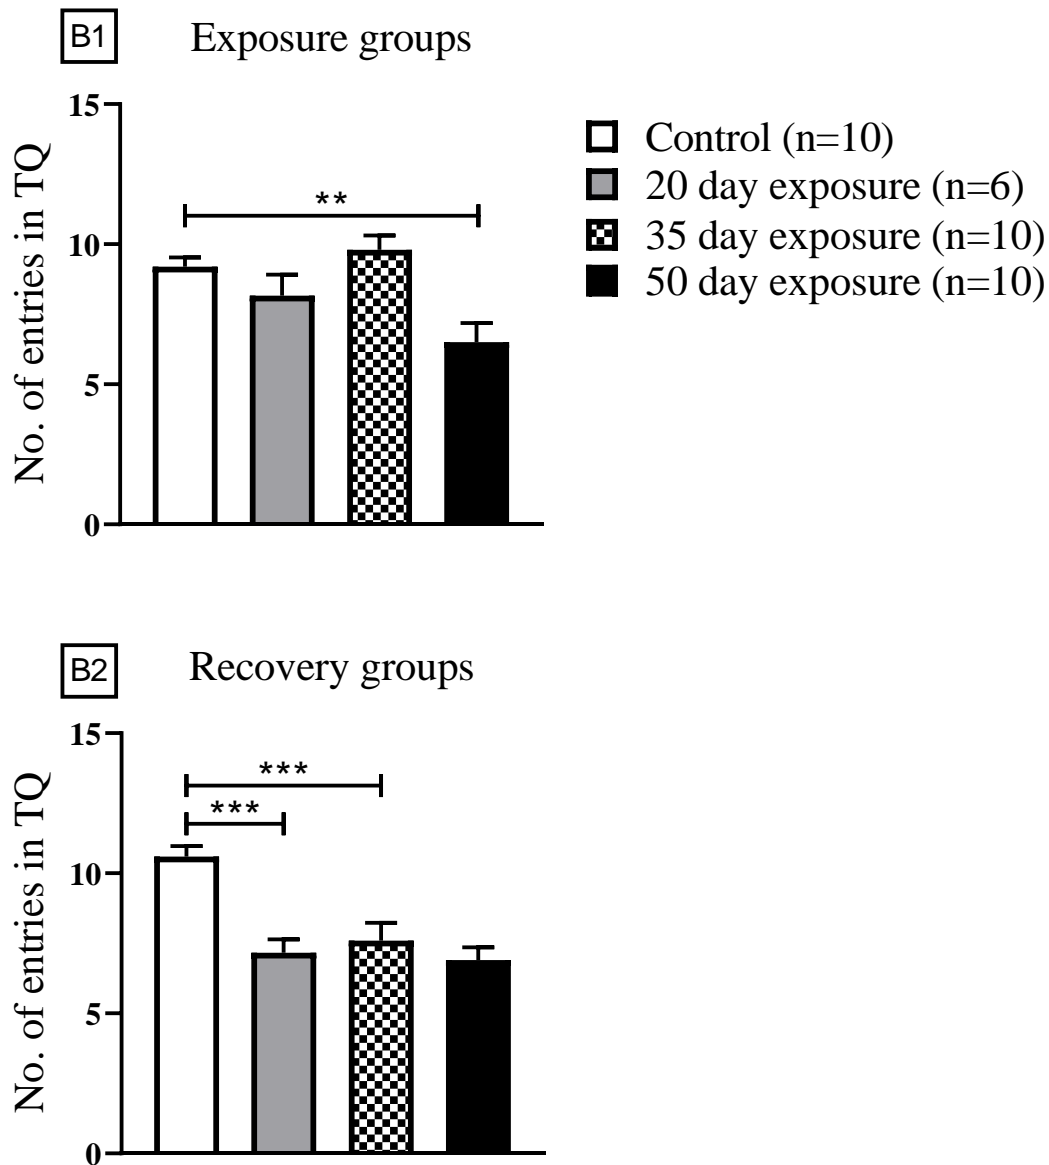 B1 Exposure groups
15
10
5
0
No. of entries in TQ
**
Control (n=10)
20 day exposure (n=6)
35 day exposure (n=10)
50 day exposure (n=10)
B2 Recovery groups
15
10
5
0
No. of entries in TQ
***
***